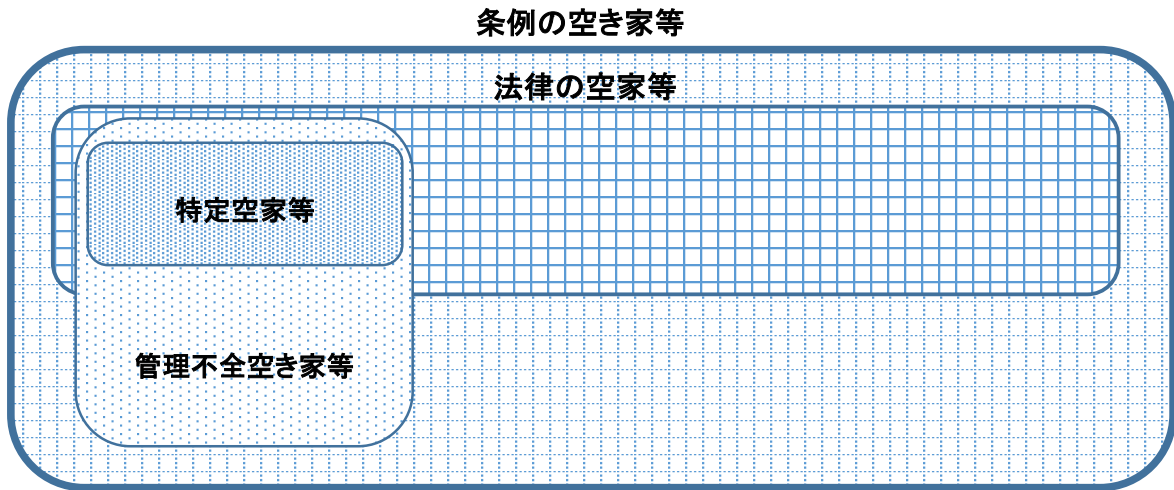 条例の空き家等
法律の空家等
特定空家等
管理不全空き家等